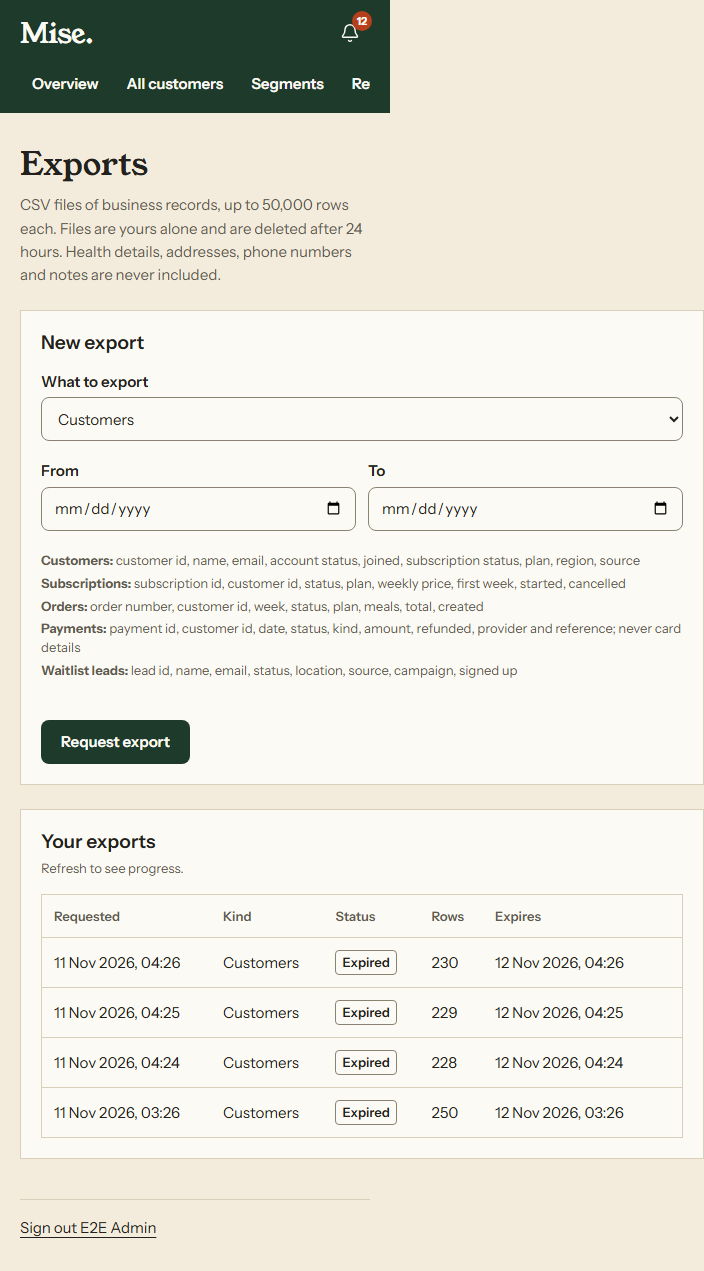 Mise.
12
Overview All customers Segments Re
Exports
CSV files of business records, up to 50,000 rows
each. Files are yours alone and are deleted after 24
hours. Health details, addresses, phone numbers
and notes are never included.
New export
What to export
Customers
From To
mm/dd/yyyy mm/dd/yyyy
Customers: customer id, name, email, account status, joined, subscription status, plan, region, source
Subscriptions: subscription id, customer id, status, plan, weekly price, first week, started, cancelled
Orders: order number, customer id, week, status, plan, meals, total, created
Payments: payment id, customer id, date, status, kind, amount, refunded, provider and reference; never card
details
Waitlist leads: lead id, name, email, status, location, source, campaign, signed up
Request export
Your exports
Refresh to see progress.
Requested Kind Status Rows Expires
11 Nov 2026, 04:26 Customers Expired 230 12 Nov 2026, 04:26
11 Nov 2026, 04:25 Customers Expired 229 12 Nov 2026, 04:25
11 Nov 2026, 04:24 Customers Expired 228 12 Nov 2026, 04:24
11 Nov 2026, 03:26 Customers Expired 250 12 Nov 2026, 03:26
Sign out E2E Admin